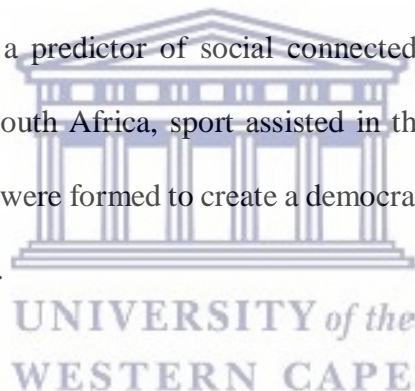 a predictor of social connected
outh Africa, sport assisted in th
were formed to create a democra
.
UNIVERSITY of the
WESTERN CAPE